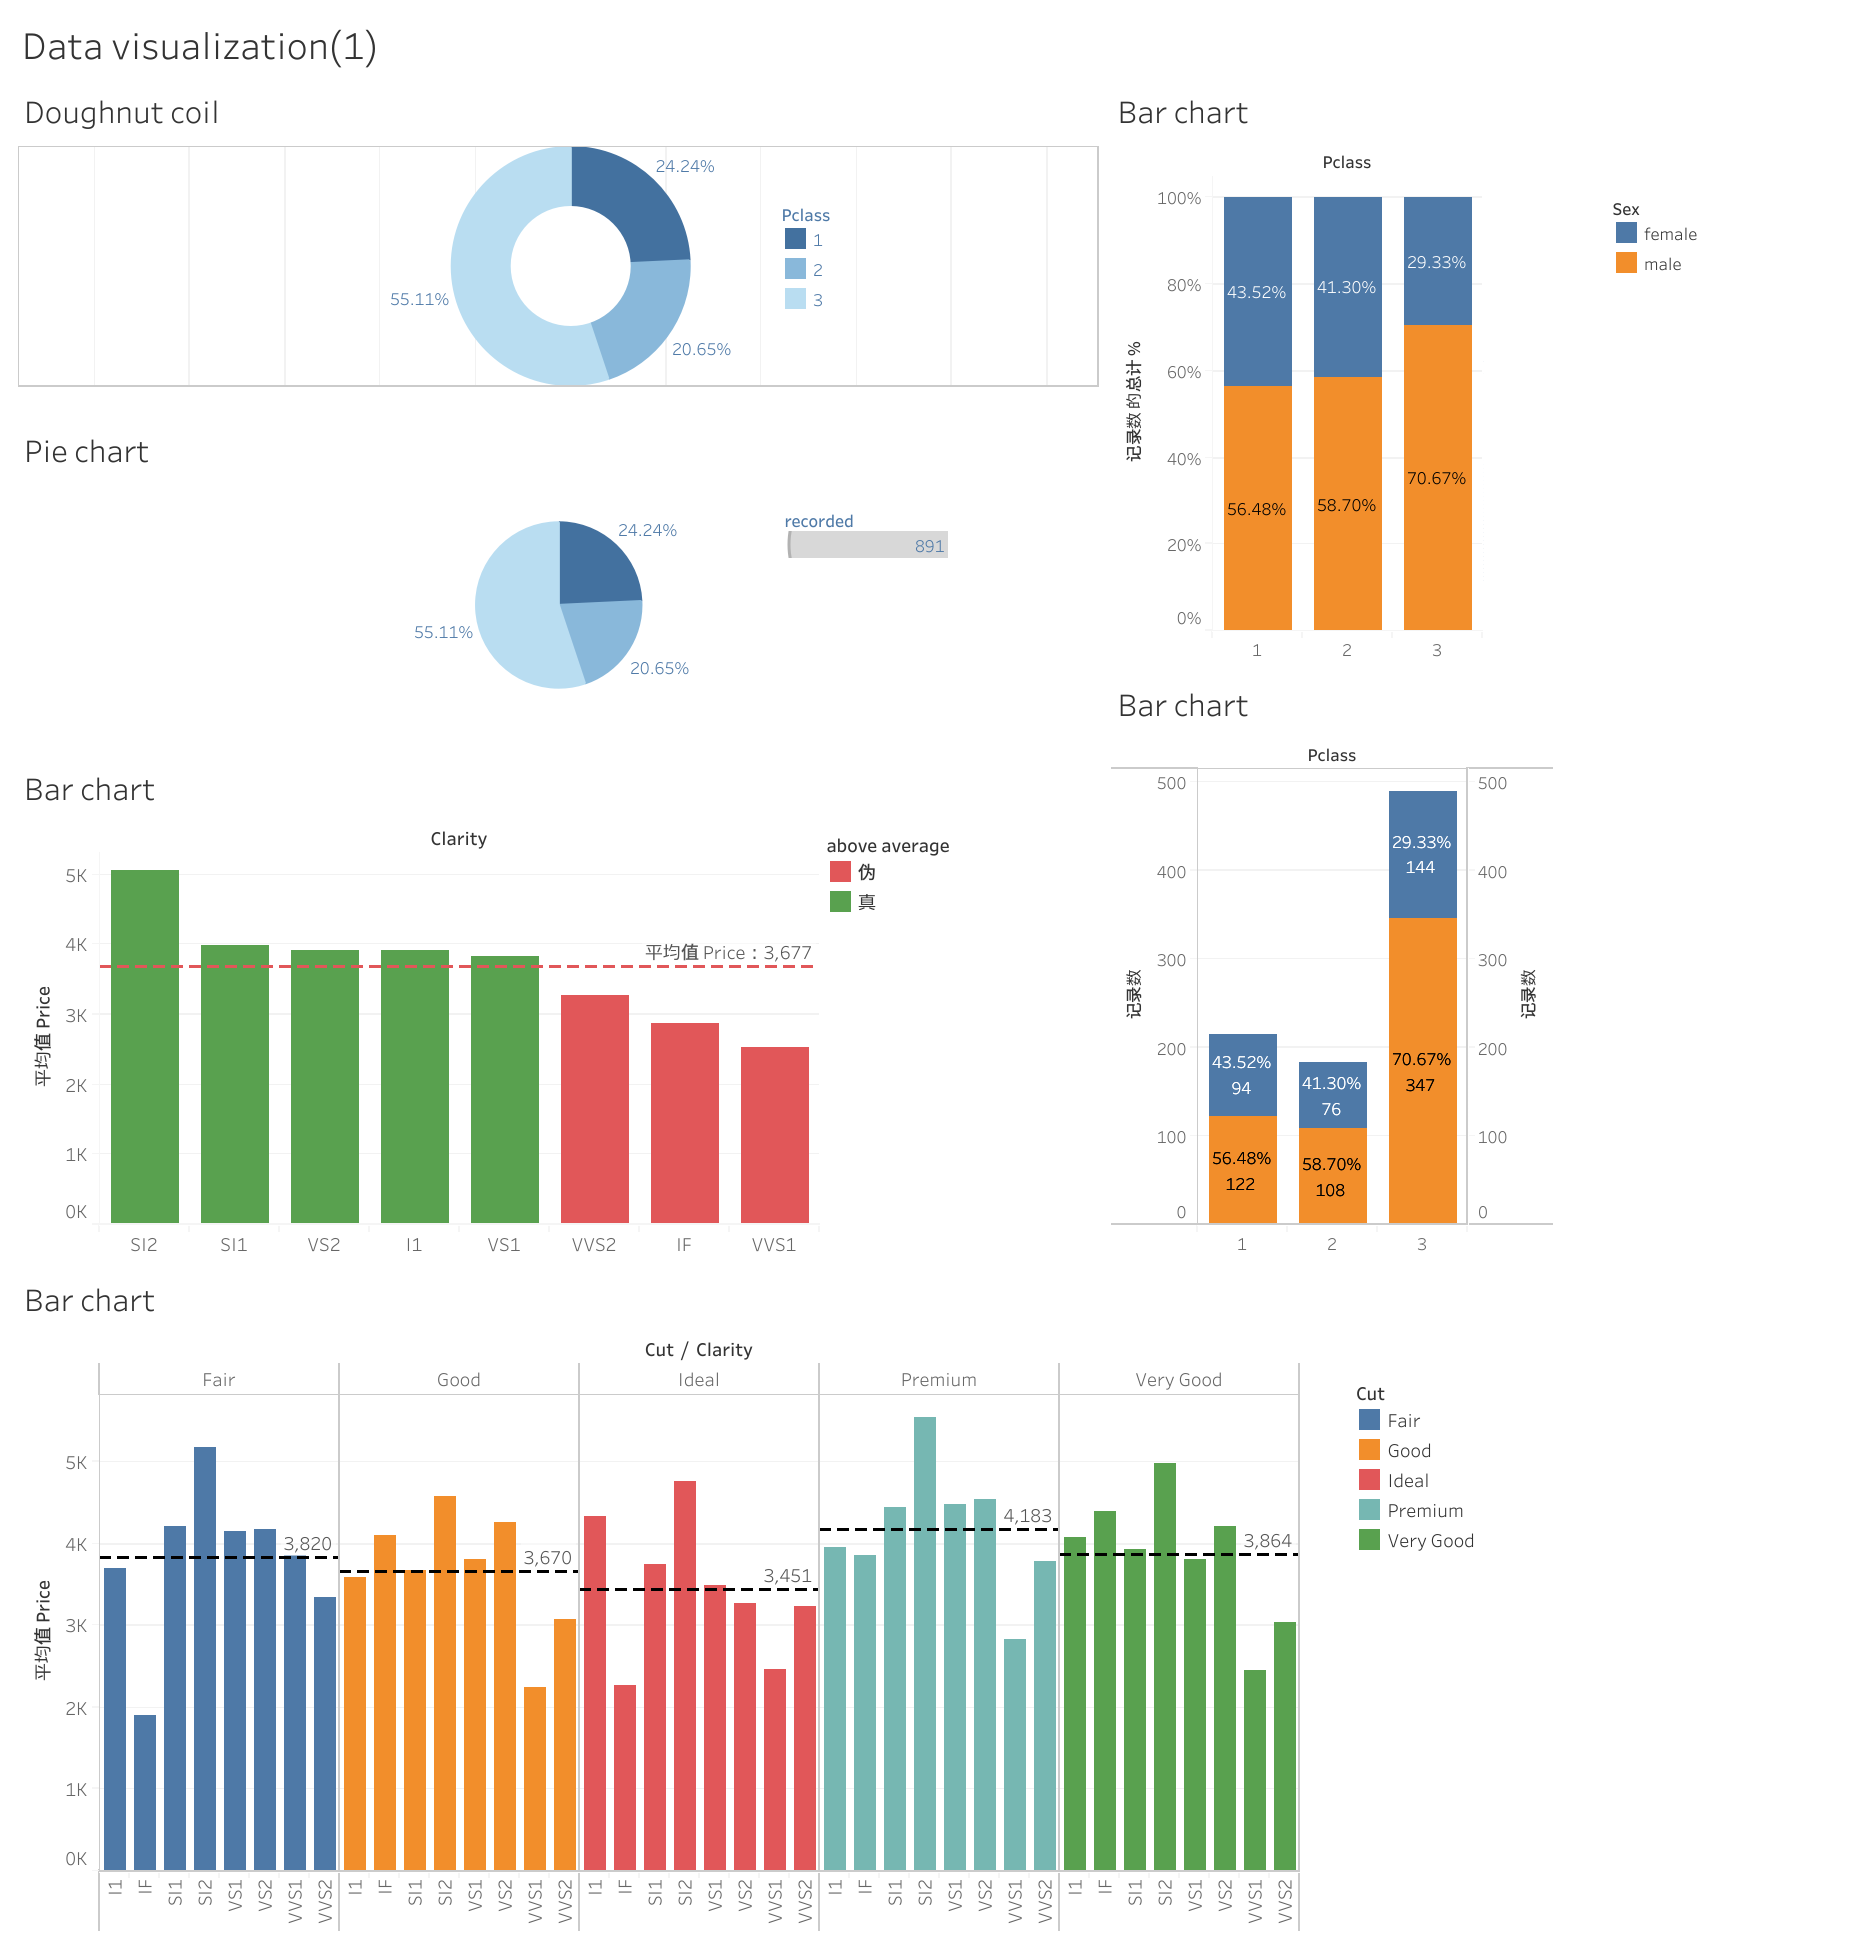 Data visualization(1)
Doughnut coil
24.24%
55.11%
20.65%
Pclass
1
2
3
Pie chart
24.24%
55.11%
20.65%
recorded
891
Bar chart
Pclass
记录数 的总计 %
100%
80%
60%
40%
20%
0%
43.52%
41.30%
29.33%
56.48%
58.70%
70.67%
1
2
3
Sex
female
male
Bar chart
Pclass
记录数
500
400
300
200
100
0
29.33%
144
43.52%
94
41.30%
76
70.67%
347
56.48%
122
58.70%
108
500
400
300
200
100
0
记录数
1
2
3
Bar chart
Clarity
平均值 Price
5K
4K
3K
2K
1K
0K
平均值 Price : 3,677
SI2
SI1
VS2
I1
VS1
VVS2
IF
VVS1
above average
伪
真
Bar chart
Cut / Clarity
Fair
Good
Ideal
Premium
Very Good
平均值 Price
5K
4K
3K
2K
1K
0K
3,820
3,670
3,451
4,183
3,864
I1
IF
SI1
SI2
VS1
VS2
VVS1
VVS2
I1
IF
SI1
SI2
VS1
VS2
VVS1
VVS2
I1
IF
SI1
SI2
VS1
VS2
VVS1
VVS2
I1
IF
SI1
SI2
VS1
VS2
VVS1
VVS2
I1
IF
SI1
SI2
VS1
VS2
VVS1
VVS2
Cut
Fair
Good
Ideal
Premium
Very Good